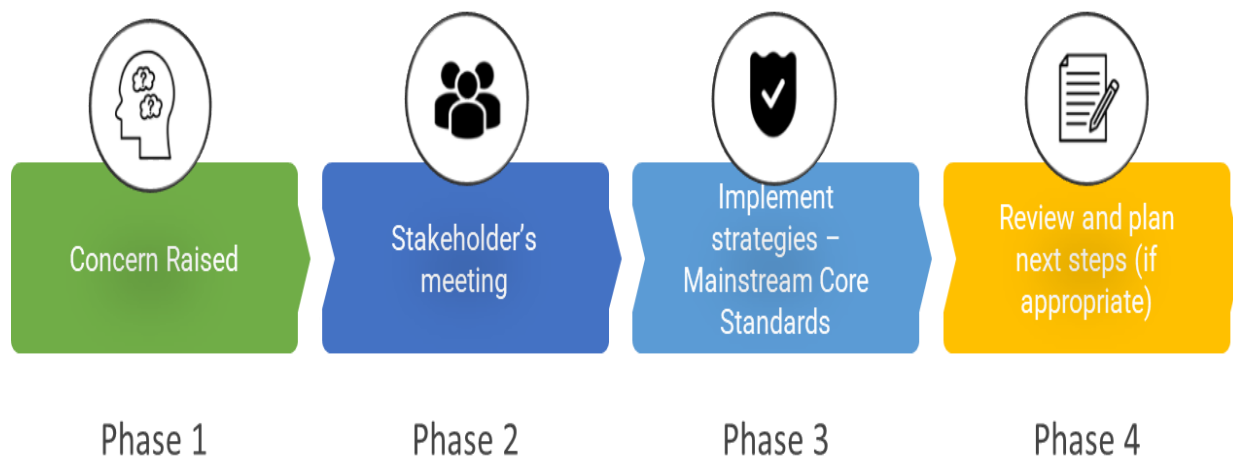 Concern Raised
Stakeholder’s
meeting
Implement
strategies –
Mainstream Core
Standards
Review and plan
next steps (if
appropriate)
Phase 1
Phase 2
Phase 3
Phase 4